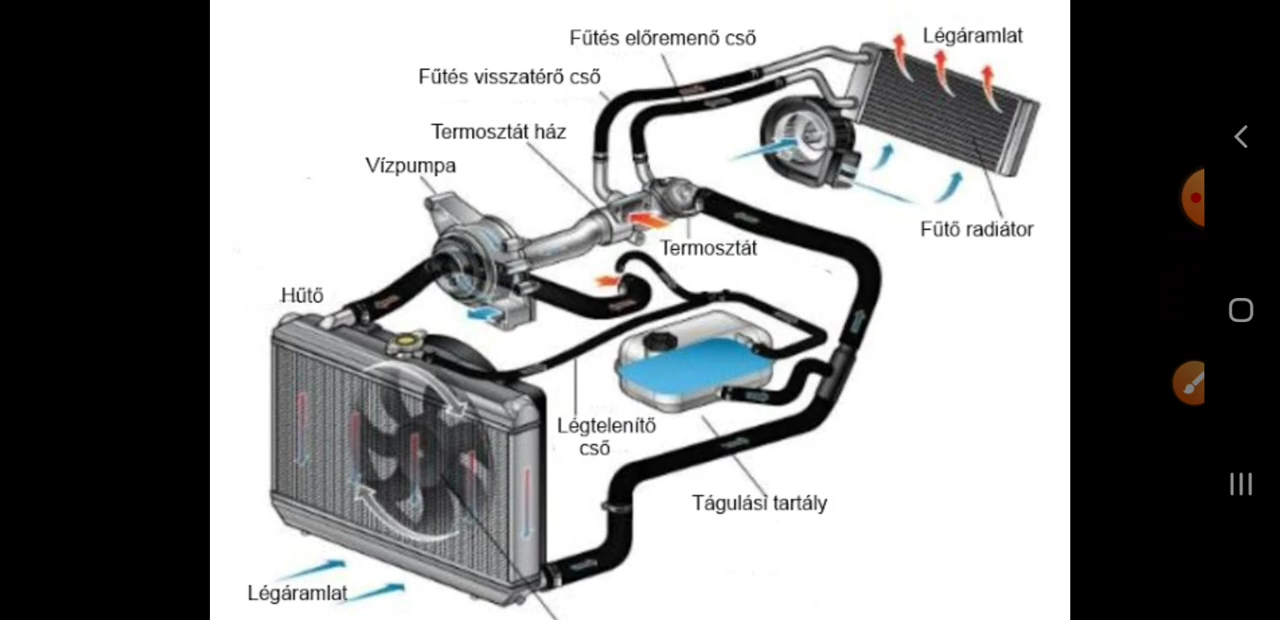 Fűtés előremenő cső
Légáramlat
Fűtés visszatérő cső
Termosztát ház
Vízpumpa
Fűtő radiátor
Termosztát
Hűtő
Légtelenítő
cső
Tágulási tartály
Légáramlat